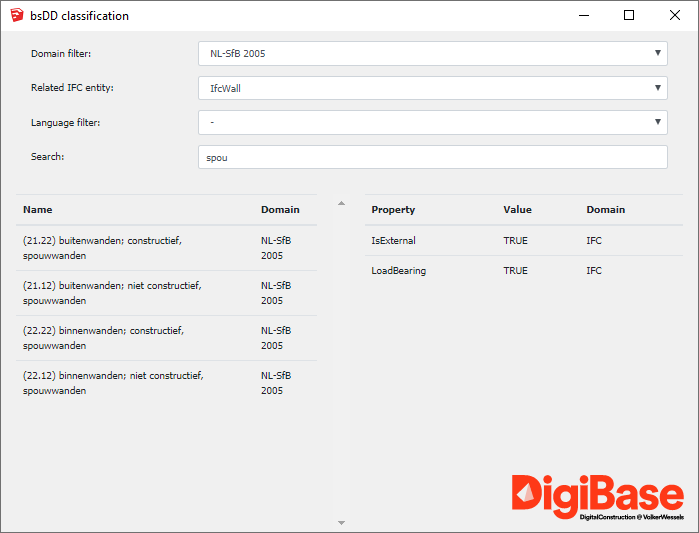 bsDD classification
Domain filter:
NL-SfB 2005
Related IFC entity:
IfcWall
Language filter:
-
Search:
spou
Name Domain
(21.22) buitenwanden; constructief, NL-SfB
spouwwanden 2005
(21.12) buitenwanden; niet constructief, NL-SfB
spouwwanden 2005
(22.22) binnenwanden; constructief, NL-SfB
spouwwanden 2005
(22.12) binnenwanden; niet constructief, NL-SfB
spouwwanden 2005
Property Value Domain
IsExternal TRUE IFC
LoadBearing TRUE IFC
DigiBase
DigitalConstruction @ VolkerWessels